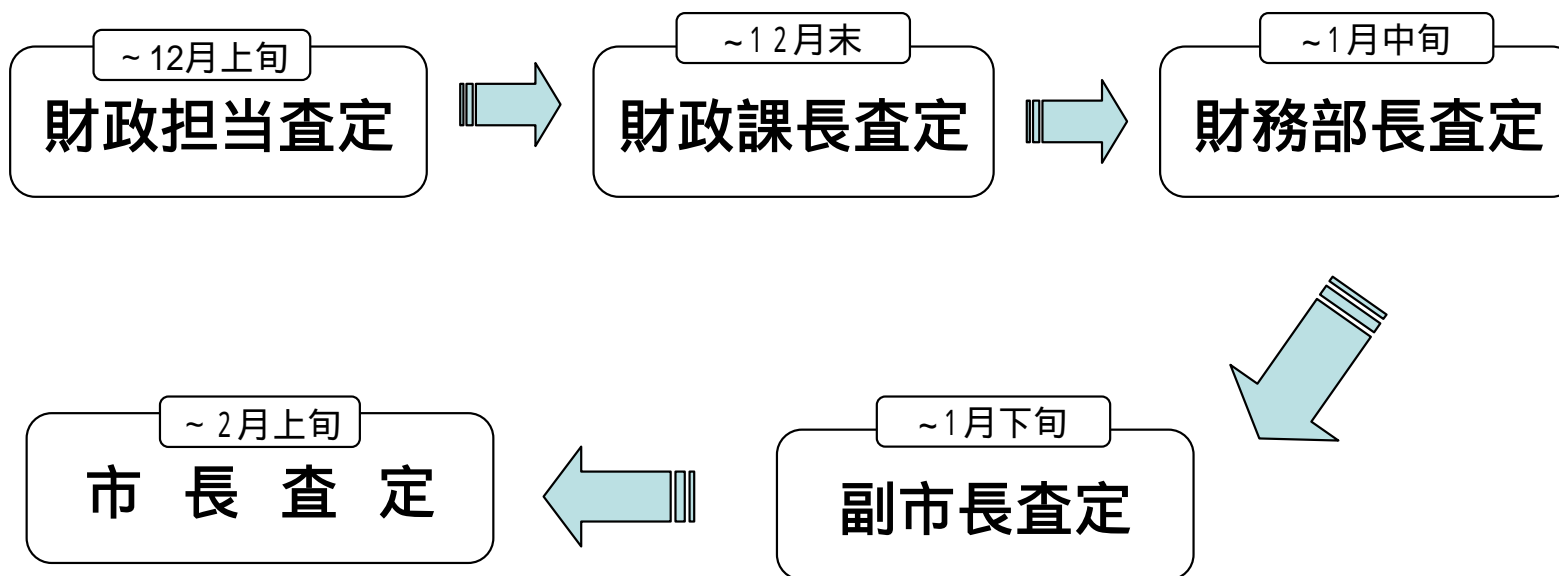 ~12月上旬
財政担当査定
~12月末
財政課長査定
~1月中旬
財務部長査定
~1月下旬
副市長査定
~2月上旬
市長査定